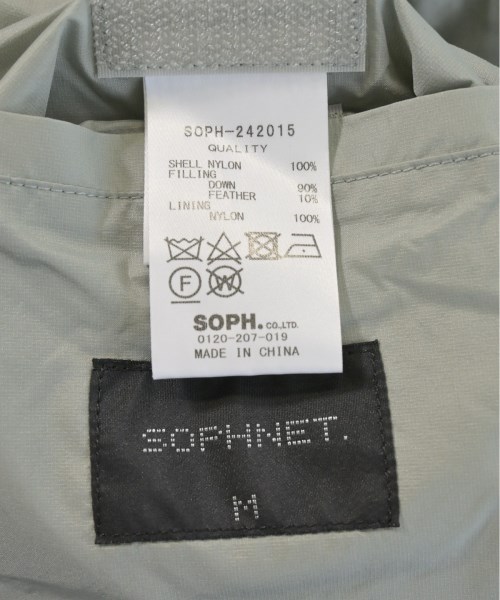 SOPH-242015
QUALITY
SHELL NYLON 100%
FILLING
DOWN 90%
FEATHER 10%
LINING
NYLON 100%
F W
SOPH. CO.,LTD.
0120-207-019
MADE IN CHINA
SOPHNET.
M